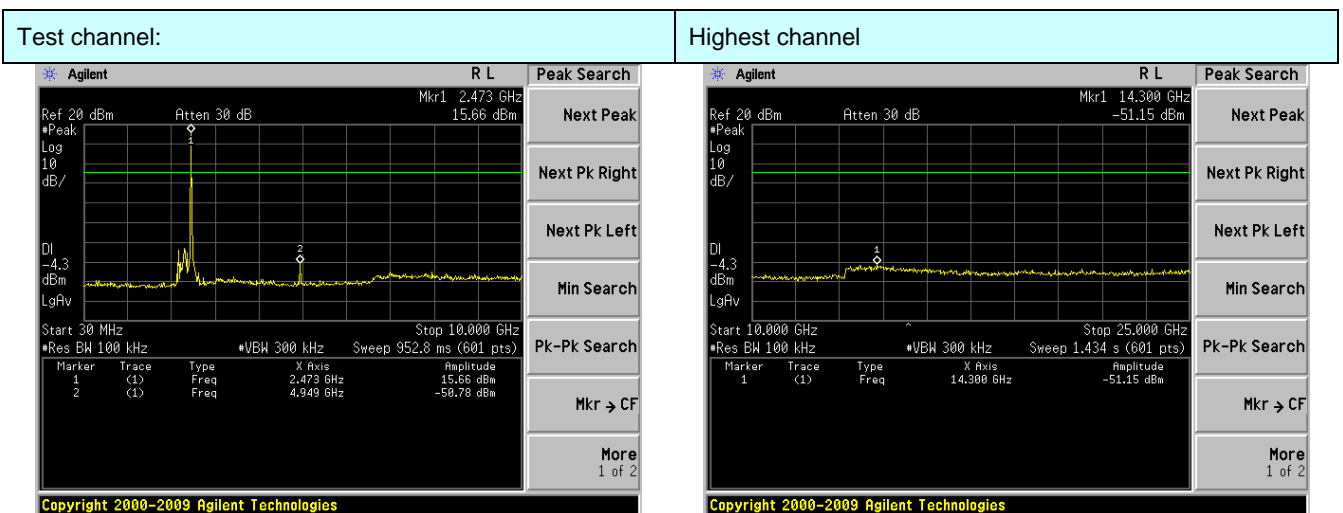 Test channel:
Highest channel
Agilent
R L
Peak Search
Mkr1 2.473 GHz
Ref 20 dBm
Atten 30 dB
15.66 dBm
Next Peak
#Peak
1
Log
10
dB/
Next Pk Right
Next Pk Left
2
DI
-4.3
dBm
Min Search
LgAv
Start 30 MHz
Stop 10.000 GHz
#Res BW 100 kHz
#VBW 300 kHz
Sweep 952.8 ms (601 pts)
Pk-Pk Search
Marker Trace Type X Axis Amplitude
1 (1) Freq 2.473 GHz 15.66 dBm
2 (1) Freq 4.949 GHz -50.78 dBm
Mkr → CF
More
1 of 2
Copyright 2000-2009 Agilent Technologies
Agilent
R L
Peak Search
Mkr1 14.300 GHz
Ref 20 dBm
Atten 30 dB
-51.15 dBm
Next Peak
#Peak
Log
10
dB/
Next Pk Right
Next Pk Left
1
DI
-4.3
dBm
Min Search
LgAv
Start 10.000 GHz
^
Stop 25.000 GHz
#Res BW 100 kHz
#VBW 300 kHz
Sweep 1.434 s (601 pts)
Pk-Pk Search
Marker Trace Type X Axis Amplitude
1 (1) Freq 14.300 GHz -51.15 dBm
Mkr → CF
More
1 of 2
Copyright 2000-2009 Agilent Technologies